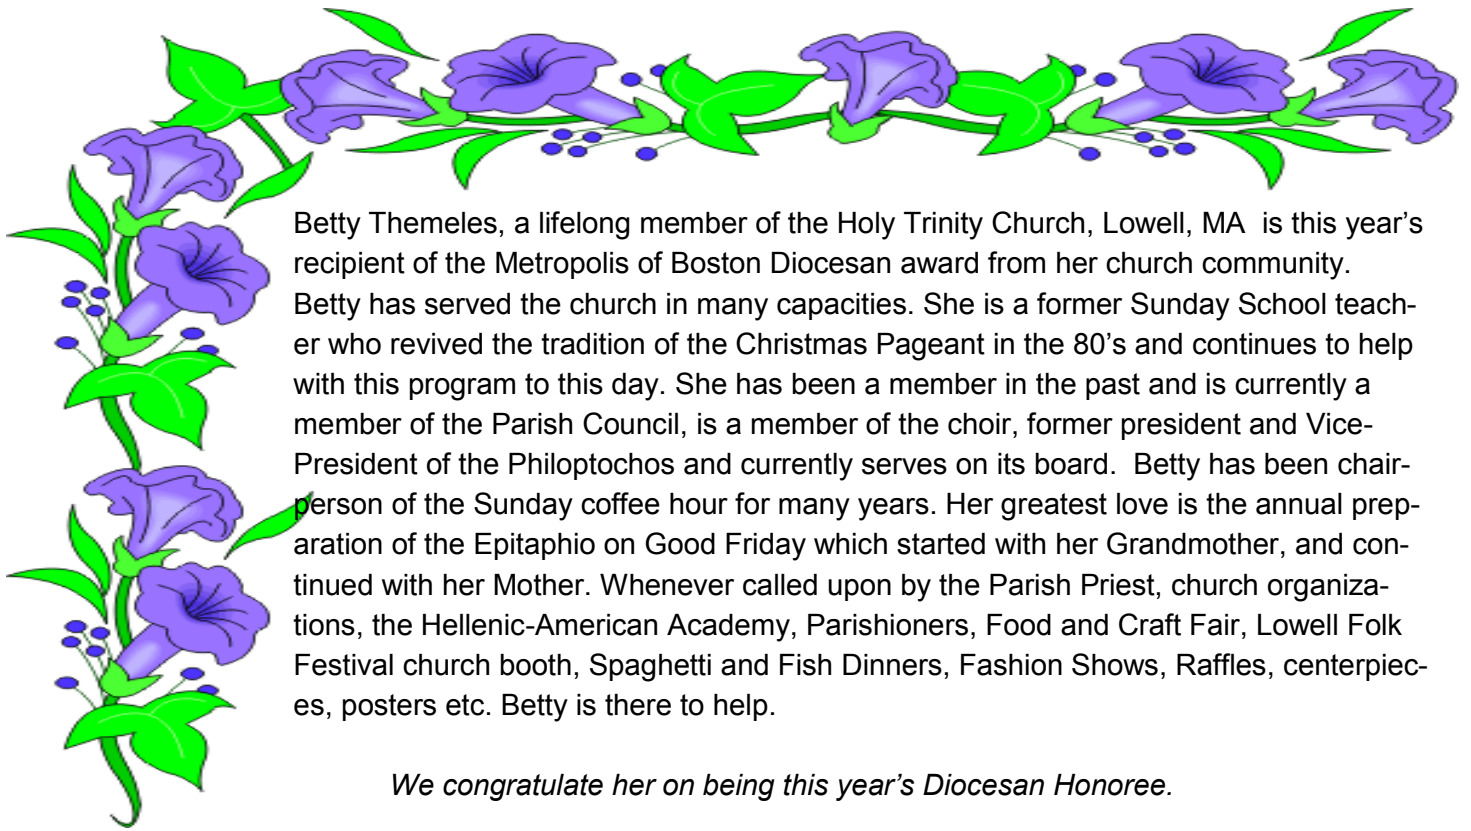 Betty Themeles, a lifelong member of the Holy Trinity Church, Lowell, MA  is this year’s
recipient of the Metropolis of Boston Diocesan award from her church community.
Betty has served the church in many capacities. She is a former Sunday School teach-
er who revived the tradition of the Christmas Pageant in the 80’s and continues to help
with this program to this day. She has been a member in the past and is currently a
member of the Parish Council, is a member of the choir, former president and Vice-
President of the Philoptochos and currently serves on its board.  Betty has been chair-
person of the Sunday coffee hour for many years. Her greatest love is the annual prep-
aration of the Epitaphio on Good Friday which started with her Grandmother, and con-
tinued with her Mother. Whenever called upon by the Parish Priest, church organiza-
tions, the Hellenic-American Academy, Parishioners, Food and Craft Fair, Lowell Folk
Festival church booth, Spaghetti and Fish Dinners, Fashion Shows, Raffles, centerpiec-
es, posters etc. Betty is there to help.
We congratulate her on being this year’s Diocesan Honoree.